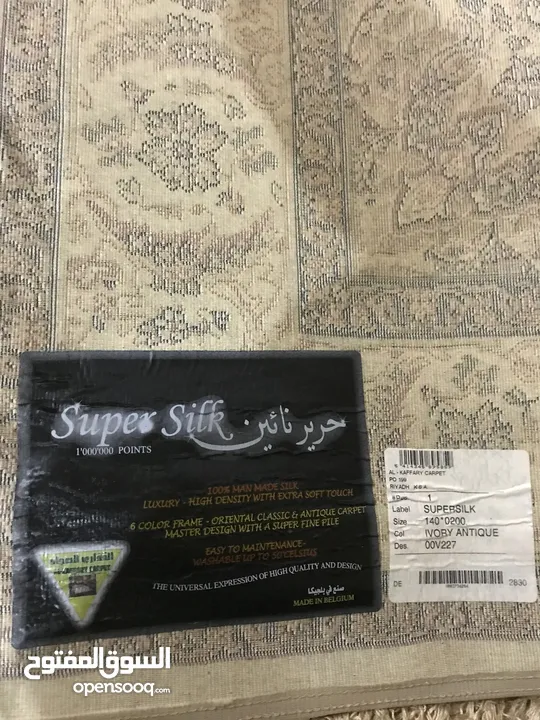 Super Silk حرير نائين
1'000'000 POINTS
100% MAN MADE SILK
LUXURY - HIGH DENSITY WITH EXTRA SOFT TOUCH
6 COLOR FRAME - ORIENTAL CLASSIC & ANTIQUE CARPET
MASTER DESIGN WITH A SUPER FINE PILE
EASY TO MAINTENANCE-
WASHABLE UP TO 50°CELSIUS
THE UNIVERSAL EXPRESSION OF HIGH QUALITY AND DESIGN
صنع في بلجيكا
MADE IN BELGIUM
AL - KAFFARY CARPET
RIYADH K.S.A.
1
Label SUPERSILK
Size 140*0200
Col IVORY ANTIQUE
Des. 00V227
DE
2830
السوق المفتوح
opensooq.com